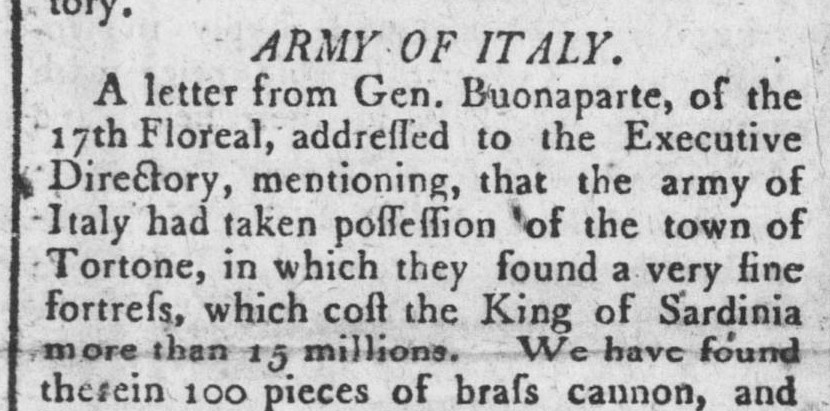 tory.
ARMY OF ITALY.
A letter from Gen. Buonaparte, of the
17th Floreal, addreſſed to the Executive
Directory, mentioning, that the army of
Italy had taken poſſeſſion of the town of
Tortone, in which they found a very fine
fortreſs, which coſt the King of Sardinia
more than 15 millions. We have found
therein 100 pieces of braſs cannon, and